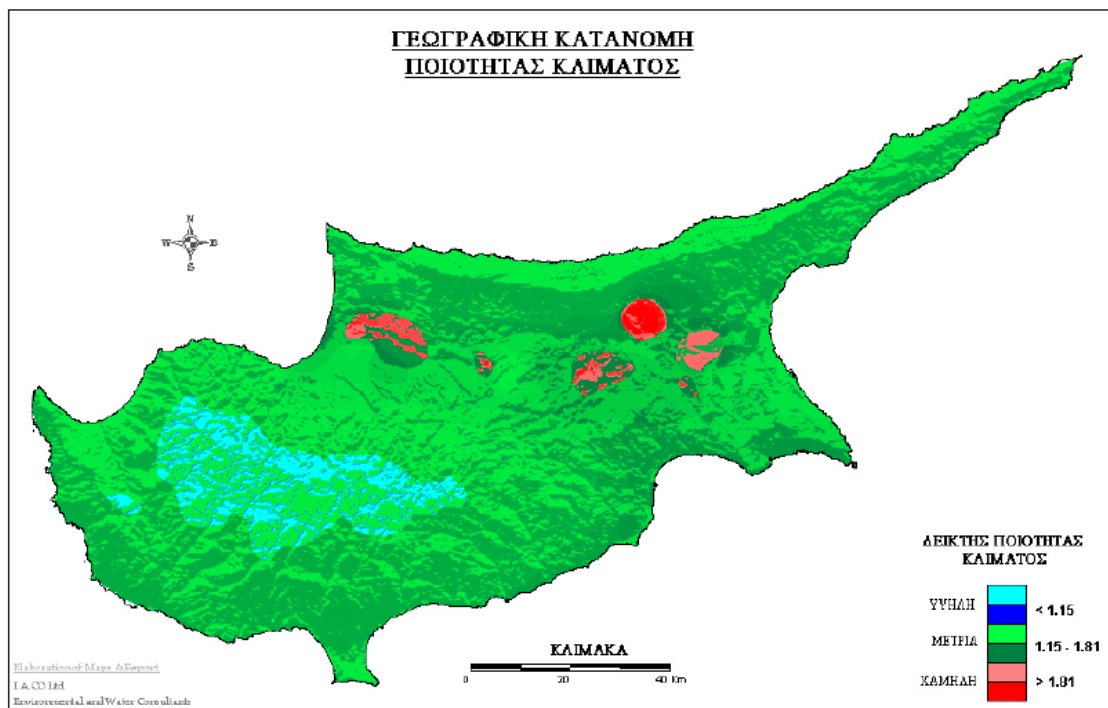 ΓΕΩΓΡΑΦΙΚΗ ΚΑΤΑΝΟΜΗ
ΠΟΙΟΤΗΤΑΣ ΚΛΙΜΑΤΟΣ
N
W E
S
ΔΕΙΚΤΗΣ ΠΟΙΟΤΗΤΑΣ
ΚΛΙΜΑΤΟΣ
ΥΨΗΛΗ < 1.15
ΜΕΤΡΙΑ 1.15 - 1.81
ΧΑΜΗΛΗ > 1.81
ΚΛΙΜΑΚΑ
0 20 40 Km
Elaboration of Maps & Report
I.A.CO Ltd
Environmental and Water Consultants